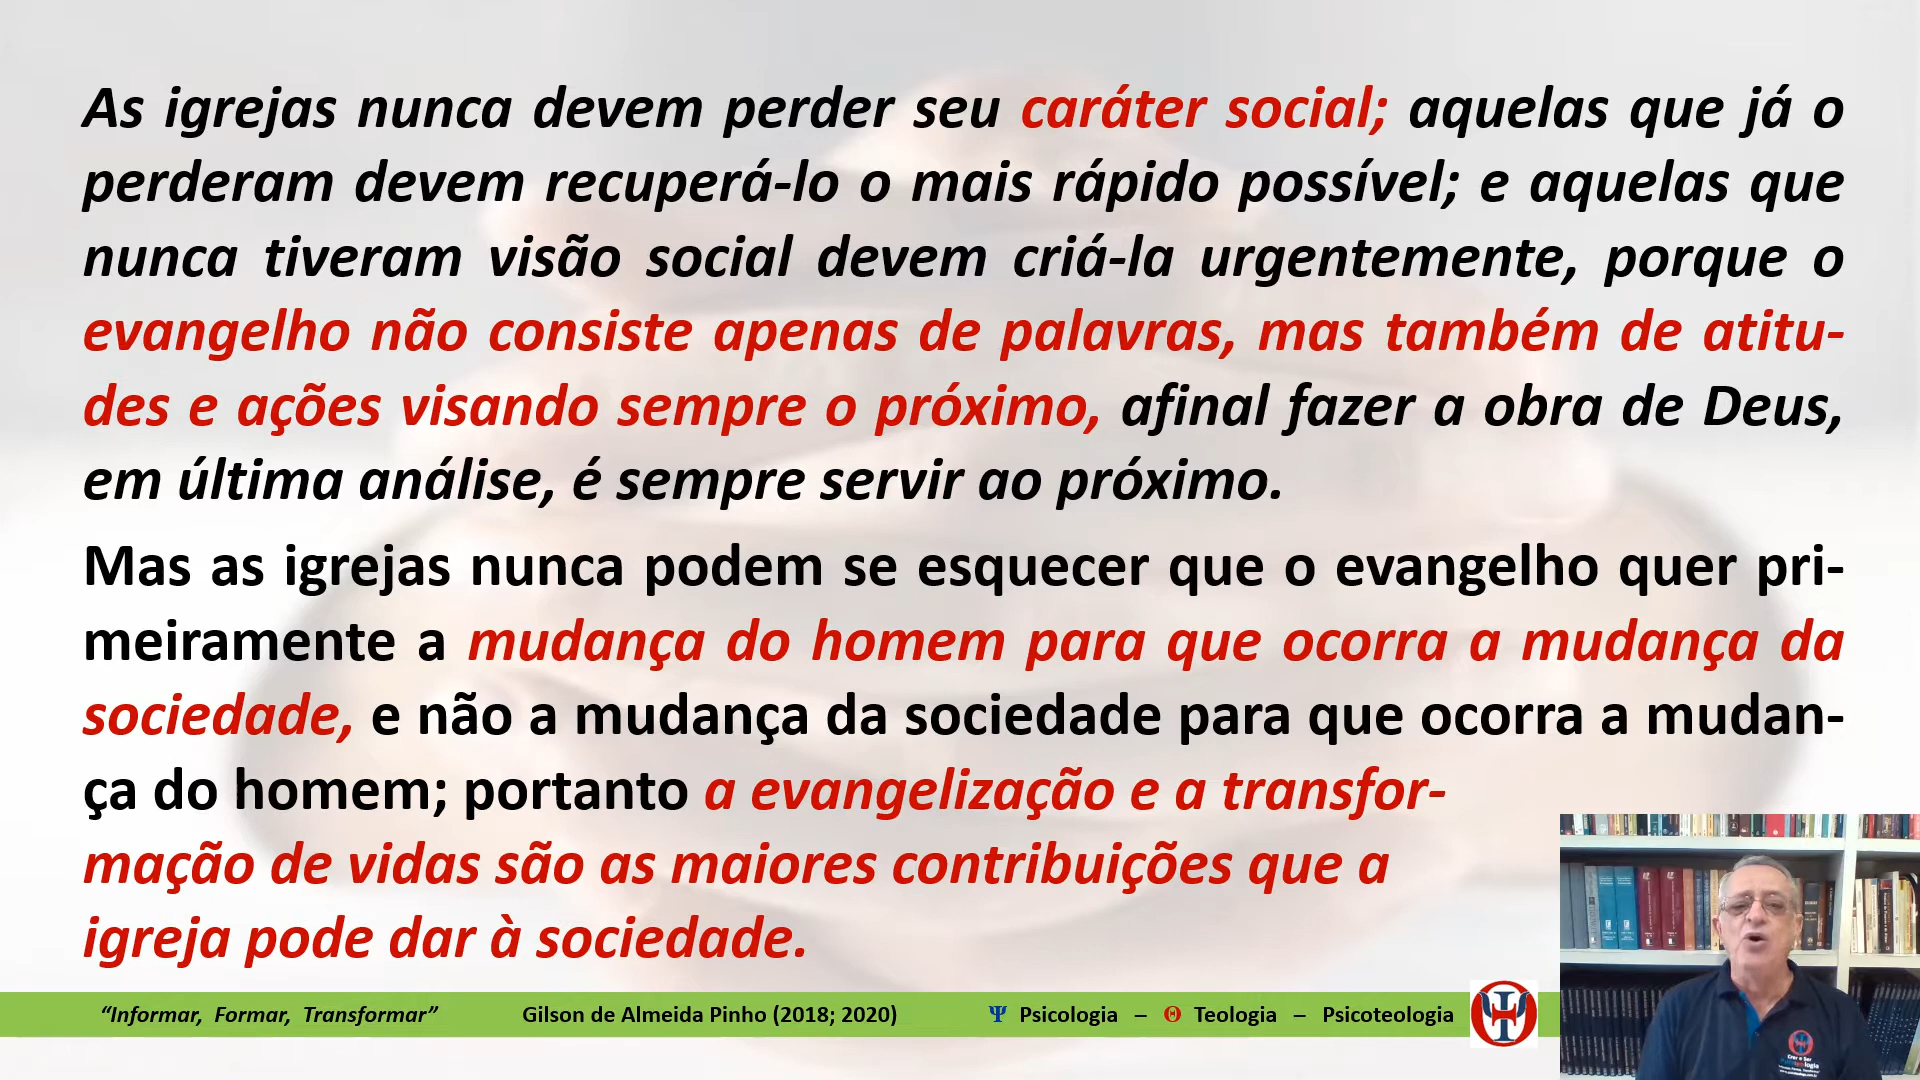 As igrejas nunca devem perder seu caráter social; aquelas que já o
perderam devem recuperá-lo o mais rápido possível; e aquelas que
nunca tiveram visão social devem criá-la urgentemente, porque o
evangelho não consiste apenas de palavras, mas também de atitu-
des e ações visando sempre o próximo, afinal fazer a obra de Deus,
em última análise, é sempre servir ao próximo.
Mas as igrejas nunca podem se esquecer que o evangelho quer pri-
meiramente a mudança do homem para que ocorra a mudança da
sociedade, e não a mudança da sociedade para que ocorra a mudan-
ça do homem; portanto a evangelização e a transfor-
mação de vidas são as maiores contribuições que a
igreja pode dar à sociedade.
“Informar, Formar, Transformar” Gilson de Almeida Pinho (2018; 2020) Ψ Psicologia – Θ Teologia – Psicoteologia
Crer e Ser